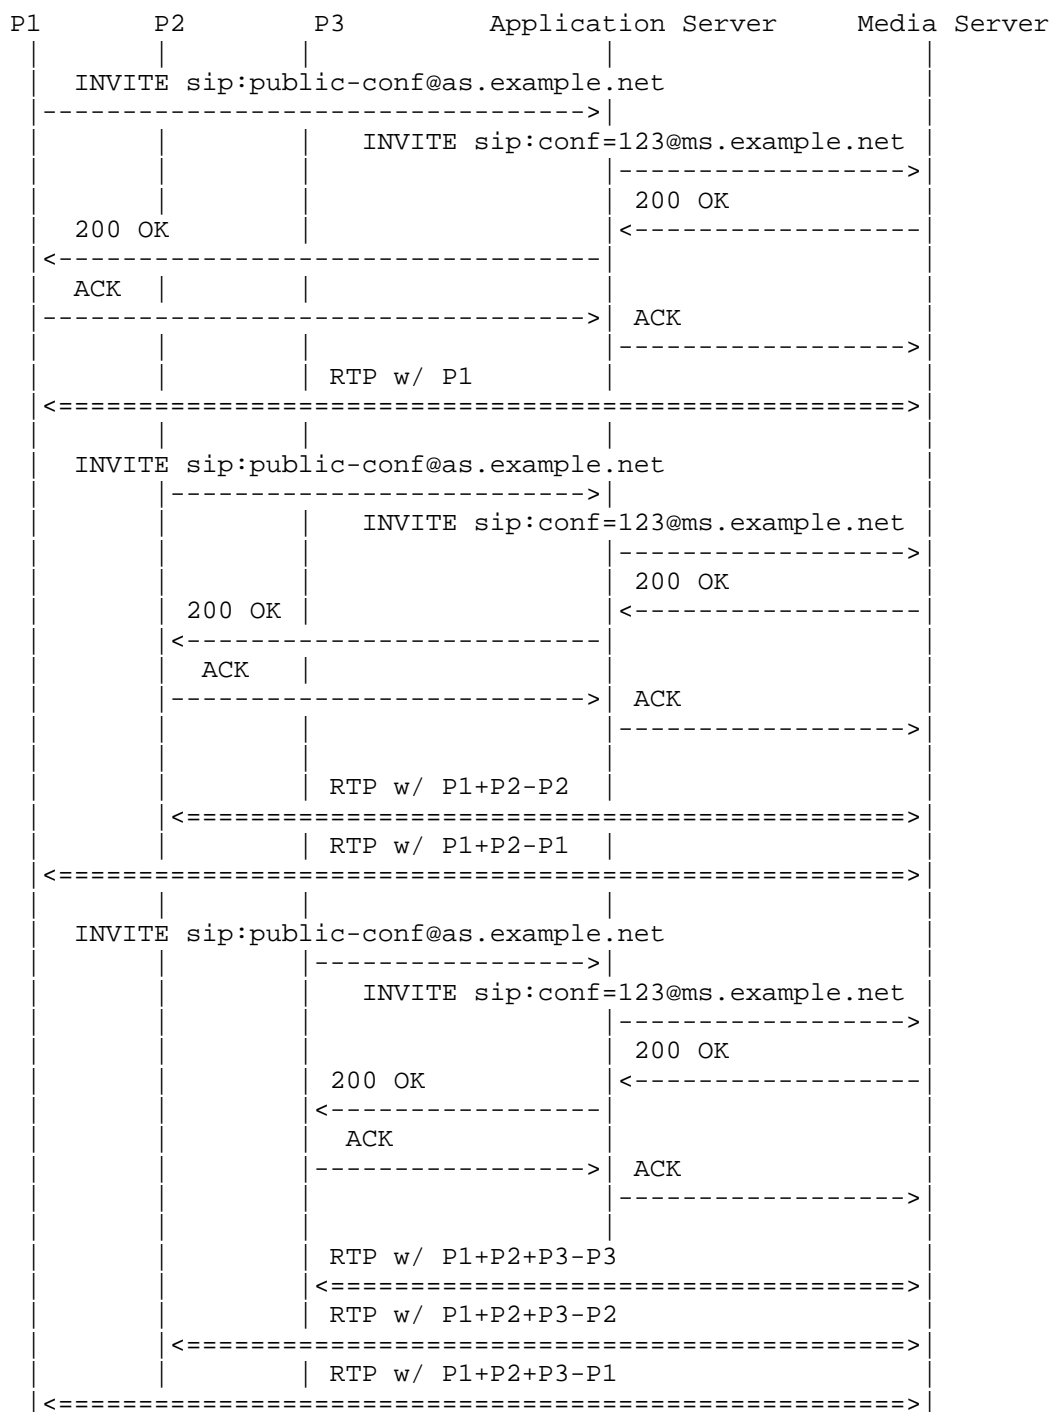 P1 P2 P3 Application Server Media Server
INVITE sip:public-conf@as.example.net
INVITE sip:conf=123@ms.example.net
200 OK
200 OK
ACK
ACK
RTP w/ P1
INVITE sip:public-conf@as.example.net
INVITE sip:conf=123@ms.example.net
200 OK
200 OK
ACK
ACK
RTP w/ P1+P2-P2
RTP w/ P1+P2-P1
INVITE sip:public-conf@as.example.net
INVITE sip:conf=123@ms.example.net
200 OK
200 OK
ACK
ACK
RTP w/ P1+P2+P3-P3
RTP w/ P1+P2+P3-P2
RTP w/ P1+P2+P3-P1